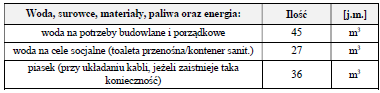 Woda, surowce, materiały, paliwa oraz energia: Ilość [j.m.]
woda na potrzeby budowlane i porządkowe 45 m³
woda na cele socjalne (toaleta przenośna/kontener sanit.) 27 m³
piasek (przy układaniu kabli, jeżeli zaistnieje taka
konieczność) 36 m³